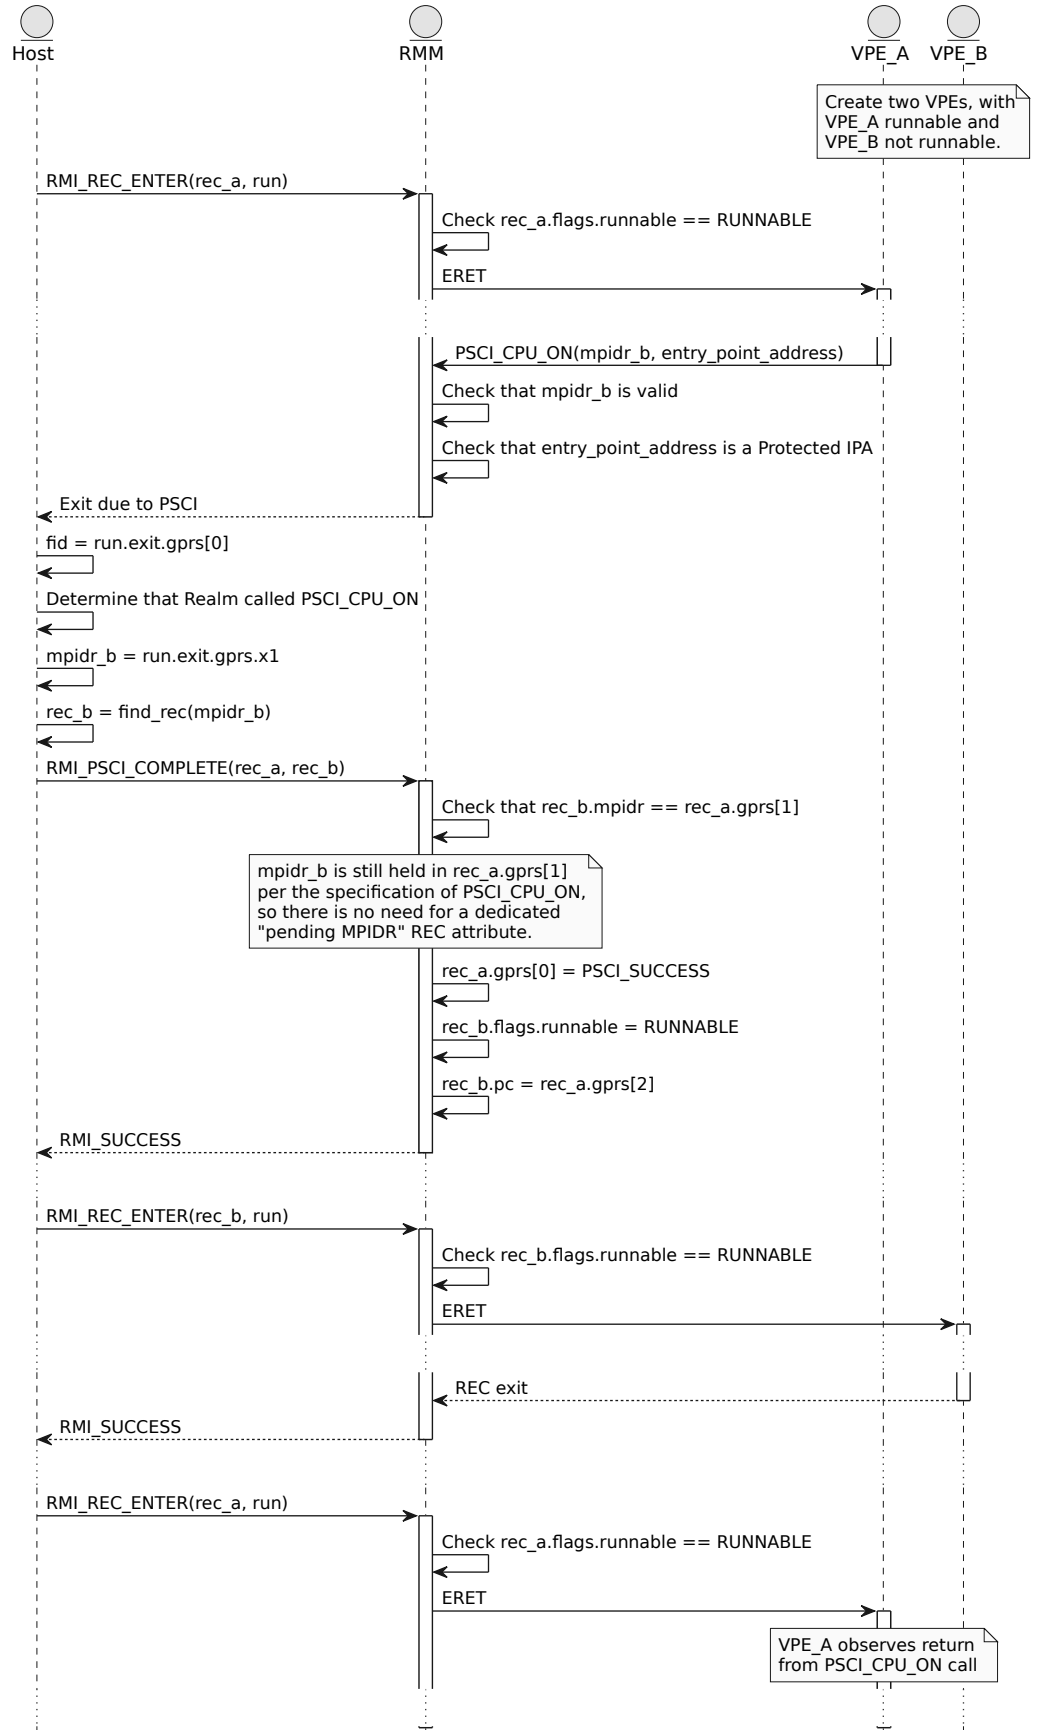 Host
RMM
VPE_A
VPE_B
Create two VPEs, with
VPE_A runnable and
VPE_B not runnable.
RMI_REC_ENTER(rec_a, run)
Check rec_a.flags.runnable == RUNNABLE
ERET
PSCI_CPU_ON(mpidr_b, entry_point_address)
Check that mpidr_b is valid
Check that entry_point_address is a Protected IPA
Exit due to PSCI
fid = run.exit.gprs[0]
Determine that Realm called PSCI_CPU_ON
mpidr_b = run.exit.gprs.x1
rec_b = find_rec(mpidr_b)
RMI_PSCI_COMPLETE(rec_a, rec_b)
Check that rec_b.mpidr == rec_a.gprs[1]
mpidr_b is still held in rec_a.gprs[1]
per the specification of PSCI_CPU_ON,
so there is no need for a dedicated
"pending MPIDR" REC attribute.
rec_a.gprs[0] = PSCI_SUCCESS
rec_b.flags.runnable = RUNNABLE
rec_b.pc = rec_a.gprs[2]
RMI_SUCCESS
RMI_REC_ENTER(rec_b, run)
Check rec_b.flags.runnable == RUNNABLE
ERET
REC exit
RMI_SUCCESS
RMI_REC_ENTER(rec_a, run)
Check rec_a.flags.runnable == RUNNABLE
ERET
VPE_A observes return
from PSCI_CPU_ON call